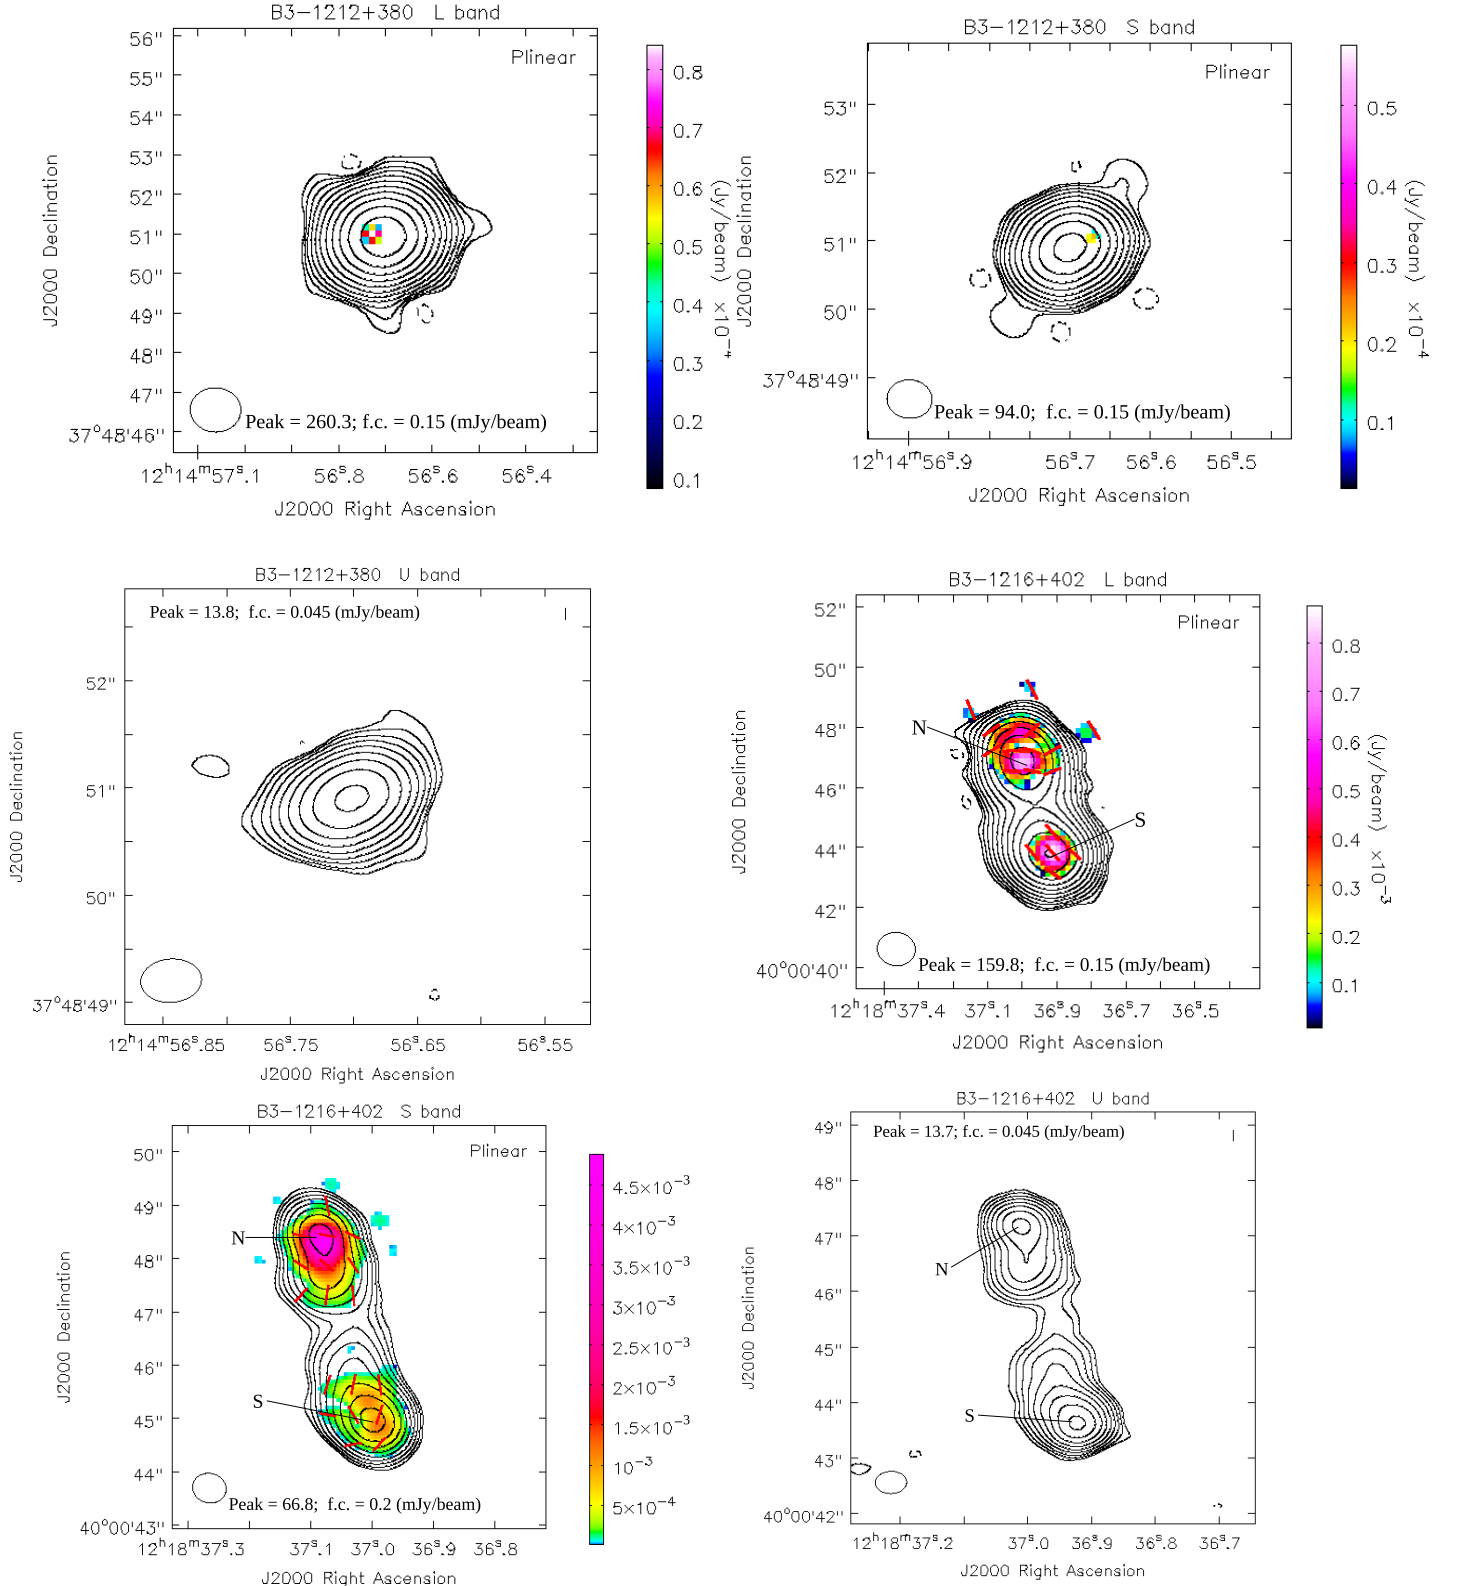 B3-1212+380 L band
Plinear
56"
55"
54"
53"
52"
51"
50"
49"
48"
47"
37°48'46"
J2000 Declination
Peak = 260.3; f.c. = 0.15 (mJy/beam)
12ʰ14ᵐ57ˢ.1 56ˢ.8 56ˢ.6 56ˢ.4
J2000 Right Ascension
0.8
0.7
0.6
0.5
0.4
0.3
0.2
0.1
(Jy/beam) ×10⁻⁴
B3-1212+380 S band
Plinear
53"
52"
51"
50"
37°48'49"
J2000 Declination
Peak = 94.0; f.c. = 0.15 (mJy/beam)
12ʰ14ᵐ56ˢ.9 56ˢ.7 56ˢ.6 56ˢ.5
J2000 Right Ascension
0.5
0.4
0.3
0.2
0.1
(Jy/beam) ×10⁻⁴
B3-1212+380 U band
Peak = 13.8; f.c. = 0.045 (mJy/beam)
I
52"
51"
50"
37°48'49"
J2000 Declination
12ʰ14ᵐ56ˢ.85 56ˢ.75 56ˢ.65 56ˢ.55
J2000 Right Ascension
B3-1216+402 L band
Plinear
52"
50"
48"
46"
44"
42"
40°00'40"
J2000 Declination
N
S
Peak = 159.8; f.c. = 0.15 (mJy/beam)
12ʰ18ᵐ37ˢ.4 37ˢ.1 36ˢ.9 36ˢ.7 36ˢ.5
J2000 Right Ascension
0.8
0.7
0.6
0.5
0.4
0.3
0.2
0.1
(Jy/beam) ×10⁻³
B3-1216+402 S band
Plinear
50"
49"
48"
47"
46"
45"
44"
40°00'43"
J2000 Declination
N
S
Peak = 66.8; f.c. = 0.2 (mJy/beam)
12ʰ18ᵐ37ˢ.3 37ˢ.1 37ˢ.0 36ˢ.9 36ˢ.8
J2000 Right Ascension
4.5×10⁻³
4×10⁻³
3.5×10⁻³
3×10⁻³
2.5×10⁻³
2×10⁻³
1.5×10⁻³
10⁻³
5×10⁻⁴
B3-1216+402 U band
Peak = 13.7; f.c. = 0.045 (mJy/beam)
I
49"
48"
47"
46"
45"
44"
43"
40°00'42"
J2000 Declination
N
S
12ʰ18ᵐ37ˢ.2 37ˢ.0 36ˢ.9 36ˢ.8 36ˢ.7
J2000 Right Ascension